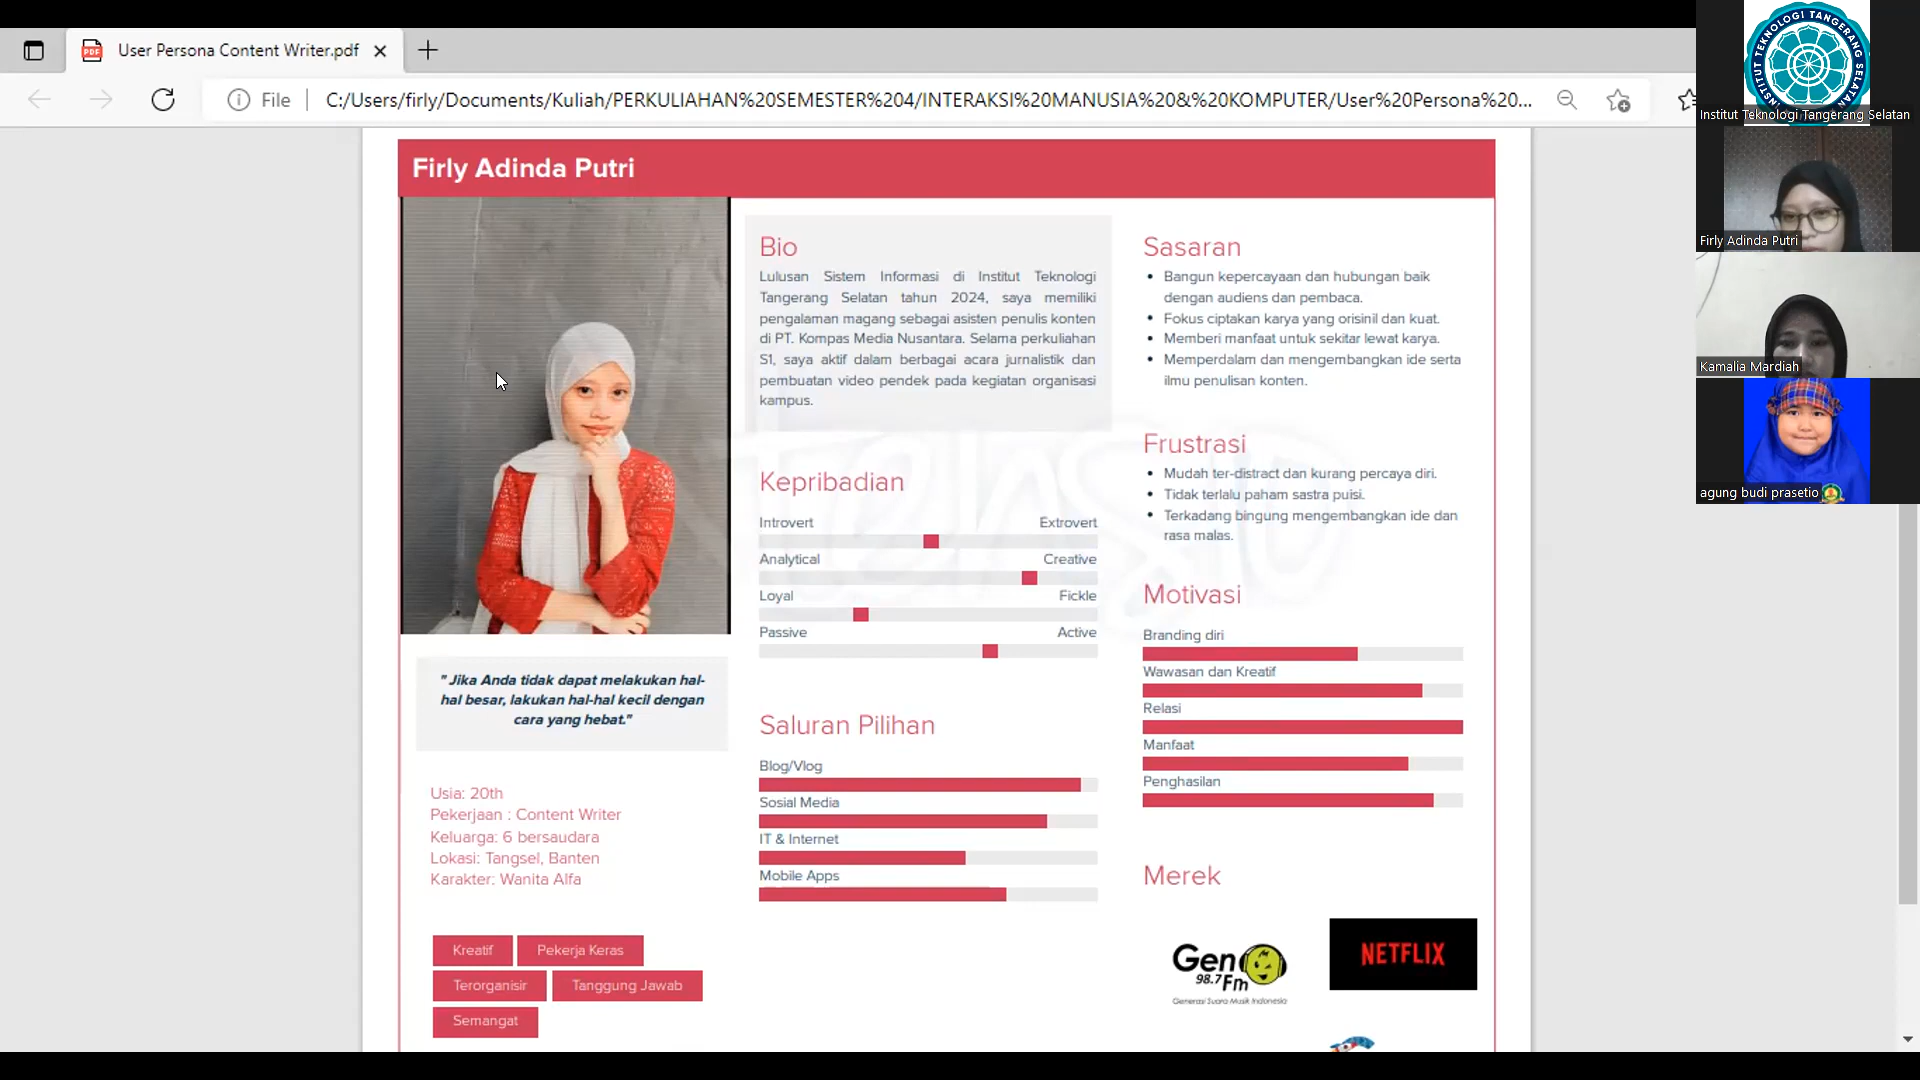 User Persona Content Writer.pdf
File
C:/Users/firly/Documents/Kuliah/PERKULIAHAN%20SEMESTER%204/INTERAKSI%20MANUSIA%20&%20KOMPUTER/User%20Persona%20...
Firly Adinda Putri
Bio
Lulusan Sistem Informasi di Institut Teknologi
Tangerang Selatan tahun 2024, saya memiliki
pengalaman magang sebagai asisten penulis konten
di PT. Kompas Media Nusantara. Selama perkuliahan
S1, saya aktif dalam berbagai acara jurnalistik dan
pembuatan video pendek pada kegiatan organisasi
kampus.
Kepribadian
Introvert Extrovert
Analytical Creative
Loyal Fickle
Passive Active
Saluran Pilihan
Blog/Vlog
Sosial Media
IT & Internet
Mobile Apps
Sasaran
• Bangun kepercayaan dan hubungan baik
dengan audiens dan pembaca.
• Fokus ciptakan karya yang orisinil dan kuat.
• Memberi manfaat untuk sekitar lewat karya.
• Memperdalam dan mengembangkan ide serta
ilmu penulisan konten.
Frustrasi
• Mudah ter-distract dan kurang percaya diri.
• Tidak terlalu paham sastra puisi.
• Terkadang bingung mengembangkan ide dan
rasa malas.
Motivasi
Branding diri
Wawasan dan Kreatif
Relasi
Manfaat
Penghasilan
Merek
Gen
98.7 Fm
Generasi Suara Musik Indonesia
NETFLIX
" Jika Anda tidak dapat melakukan hal-
hal besar, lakukan hal-hal kecil dengan
cara yang hebat."
Usia: 20th
Pekerjaan : Content Writer
Keluarga: 6 bersaudara
Lokasi: Tangsel, Banten
Karakter: Wanita Alfa
Kreatif
Pekerja Keras
Terorganisir
Tanggung Jawab
Semangat
INSTITUT TEKNOLOGI TANGERANG SELATAN
Institut Teknologi Tangerang Selatan
Firly Adinda Putri
Kamalia Mardiah
agung budi prasetio